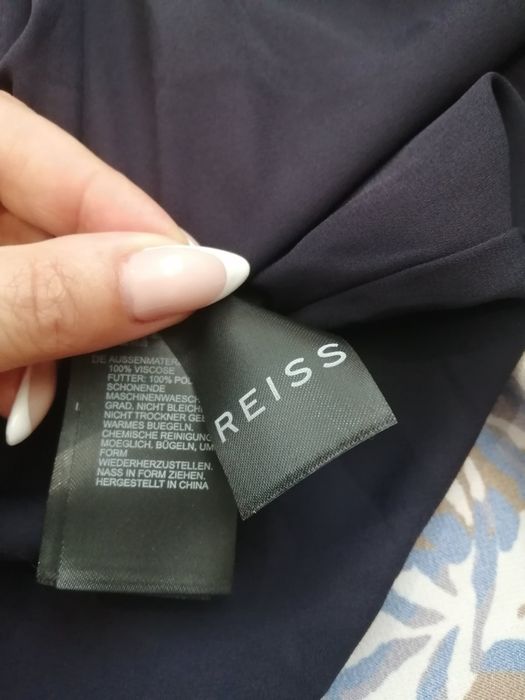 DE AUSSENMATER
100% VISCOSE
FUTTER: 100% POL
SCHONENDE
MASCHINENWAESCH
GRAD. NICHT BLEICH
NICHT TROCKNER GE
WARMES BUEGELN.
CHEMISCHE REINIGUNG
MOEGLICH. BÜGELN, UM
FORM
WIEDERHERZUSTELLEN.
NASS IN FORM ZIEHEN.
HERGESTELLT IN CHINA
REISS